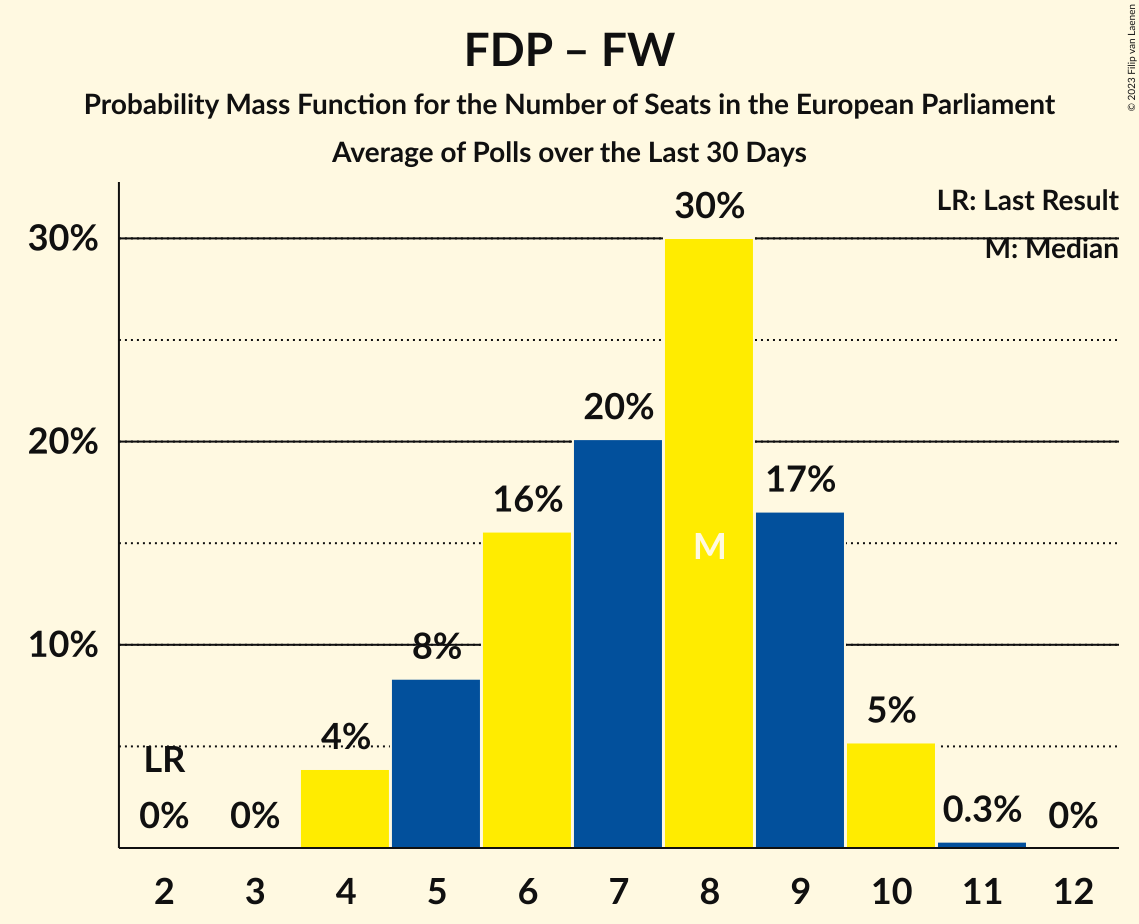 FDP – FW
Probability Mass Function for the Number of Seats in the European Parliament
Average of Polls over the Last 30 Days
© 2023 Filip van Laenen
LR: Last Result
M: Median
30%
20%
10%
LR
0%
0%
4%
8%
16%
20%
30%
M
17%
5%
0.3%
0%
2 3 4 5 6 7 8 9 10 11 12